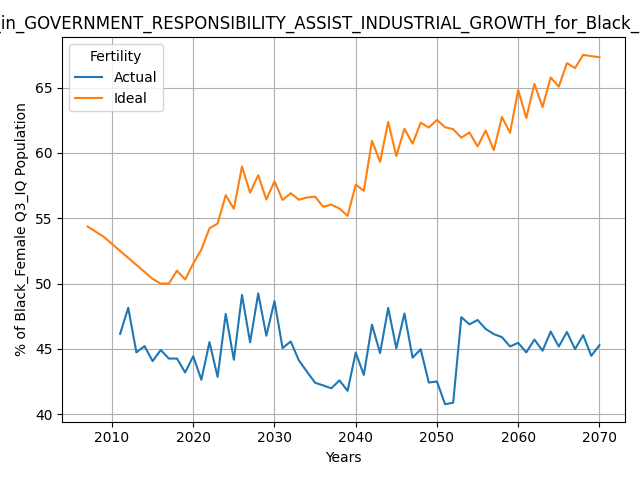 _in_GOVERNMENT_RESPONSIBILITY_ASSIST_INDUSTRIAL_GROWTH_for_Black_
Fertility
Actual
Ideal
% of Black_Female Q3_IQ Population
65
60
55
50
45
40
2010 2020 2030 2040 2050 2060 2070
Years